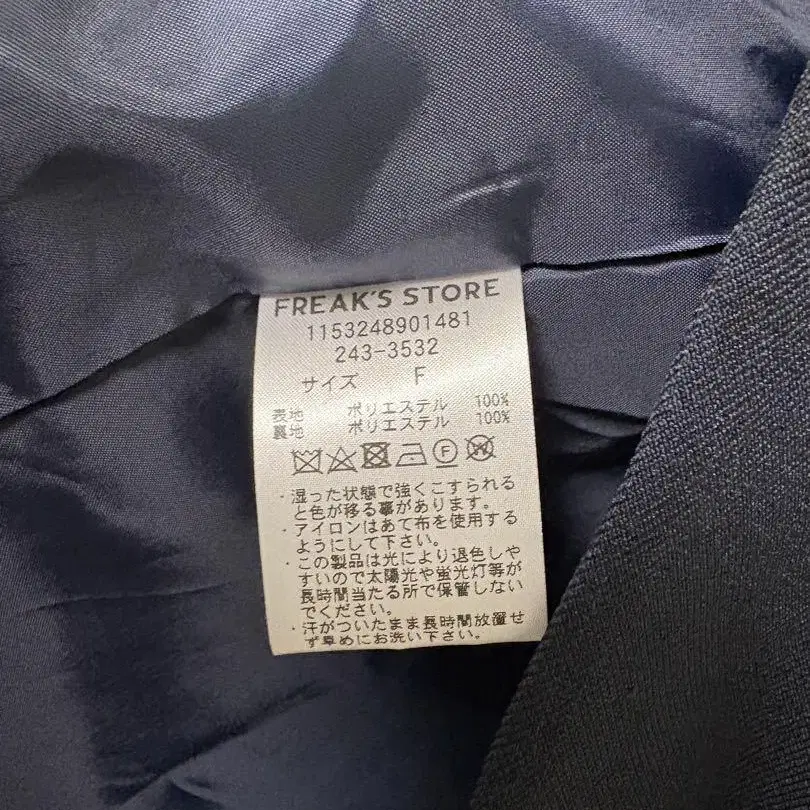 FREAK'S STORE
1153248901481
243-3532
サイズ F
表地 ポリエステル 100%
裏地 ポリエステル 100%
・湿った状態で強くこすられる
と色が移る事があります。
・アイロンはあて布を使用する
ようにして下さい。
・この製品は光により退色しや
すいので太陽光や蛍光灯等が
長時間当たる所で保管しない
でください。
・汗がついたまま長時間放置せ
ず早めにお洗い下さい。